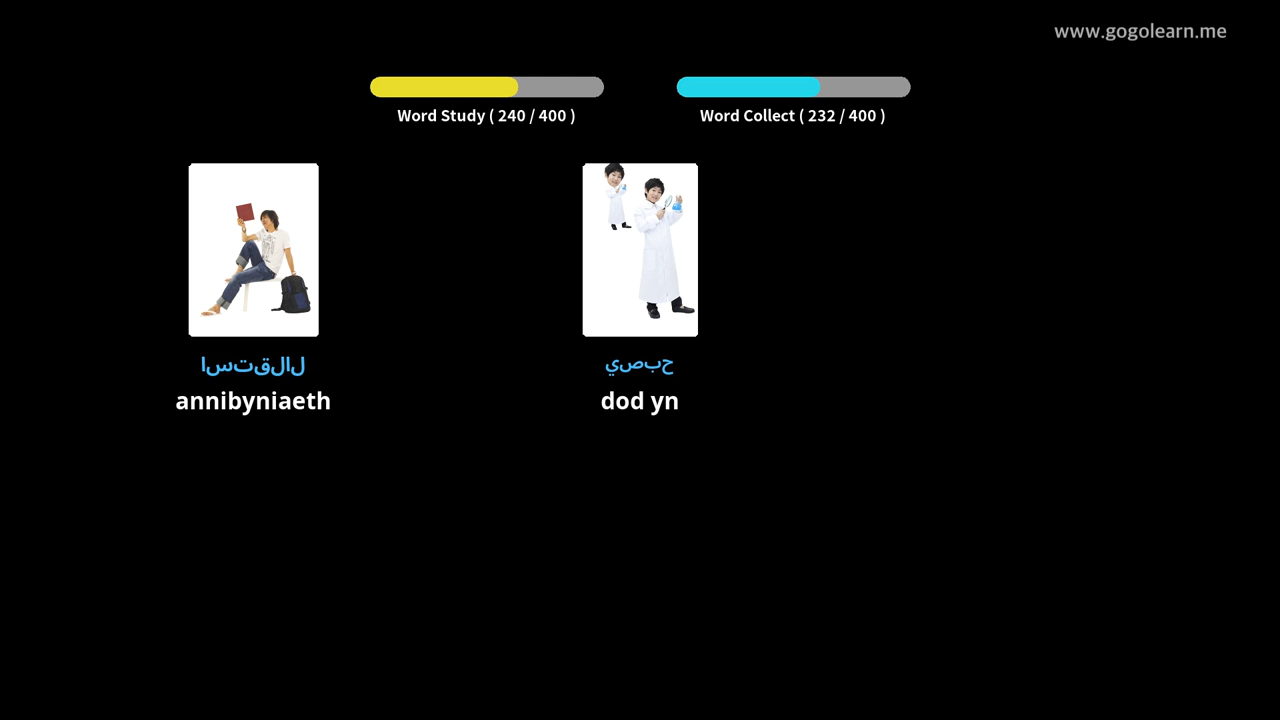 www.gogolearn.me
Word Study ( 240 / 400 )
Word Collect ( 232 / 400 )
استقلال
annibyniaeth
يصبح
dod yn